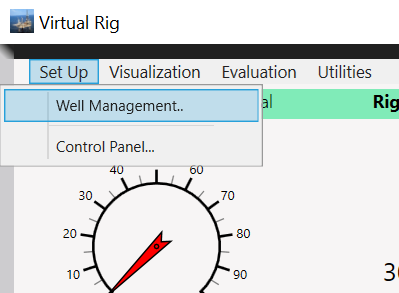 Virtual Rig
Set Up Visualization Evaluation Utilities
Well Management..
al Rig
Control Panel...
40 60
30 70
20 80
10 90
30